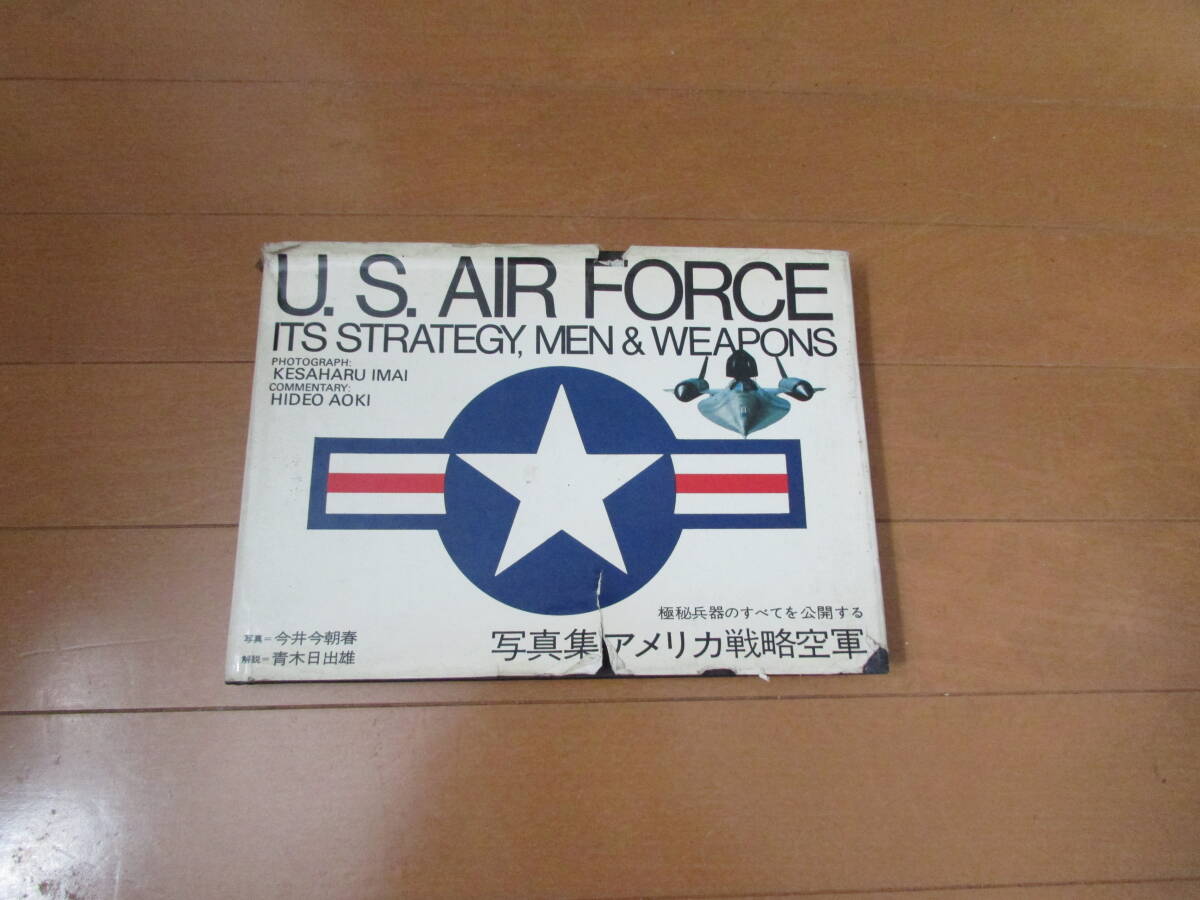 U.S. AIR FORCE
ITS STRATEGY, MEN & WEAPONS
PHOTOGRAPH:
KESAHARU IMAI
COMMENTARY:
HIDEO AOKI
極秘兵器のすべてを公開する
写真集 アメリカ戦略空軍
写真=今井今朝春
解説=青木日出雄